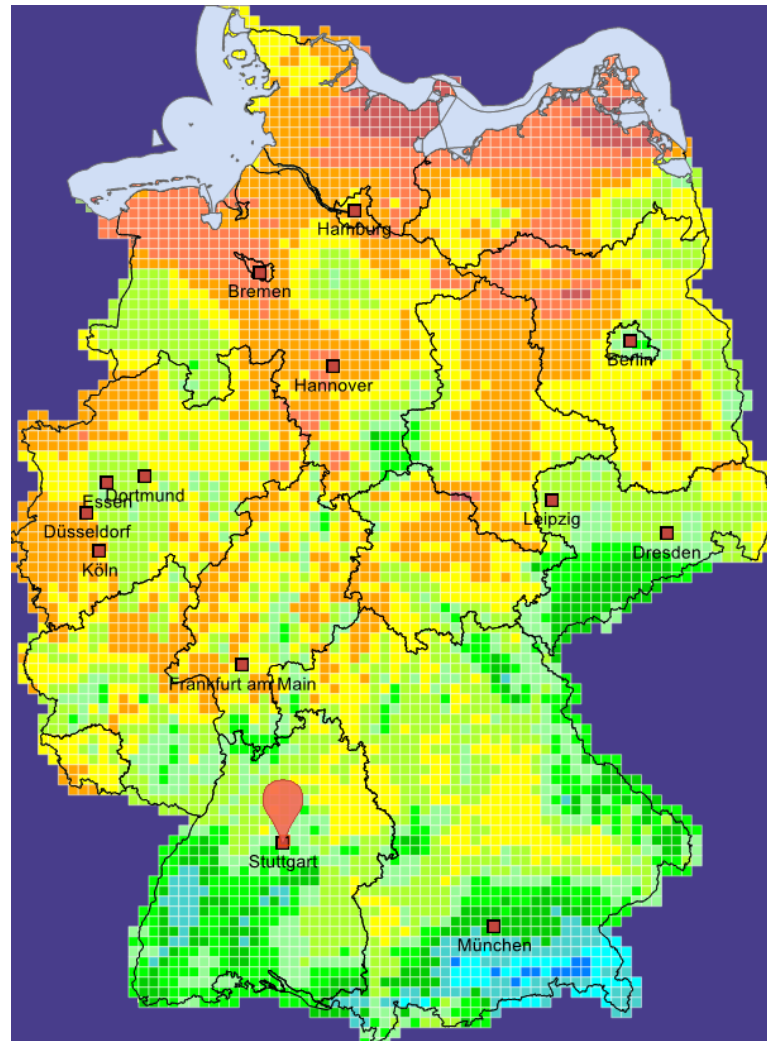 Hamburg
Bremen
Berlin
Hannover
Dortmund
Essen
Leipzig
Düsseldorf
Dresden
Köln
Frankfurt am Main
Stuttgart
München